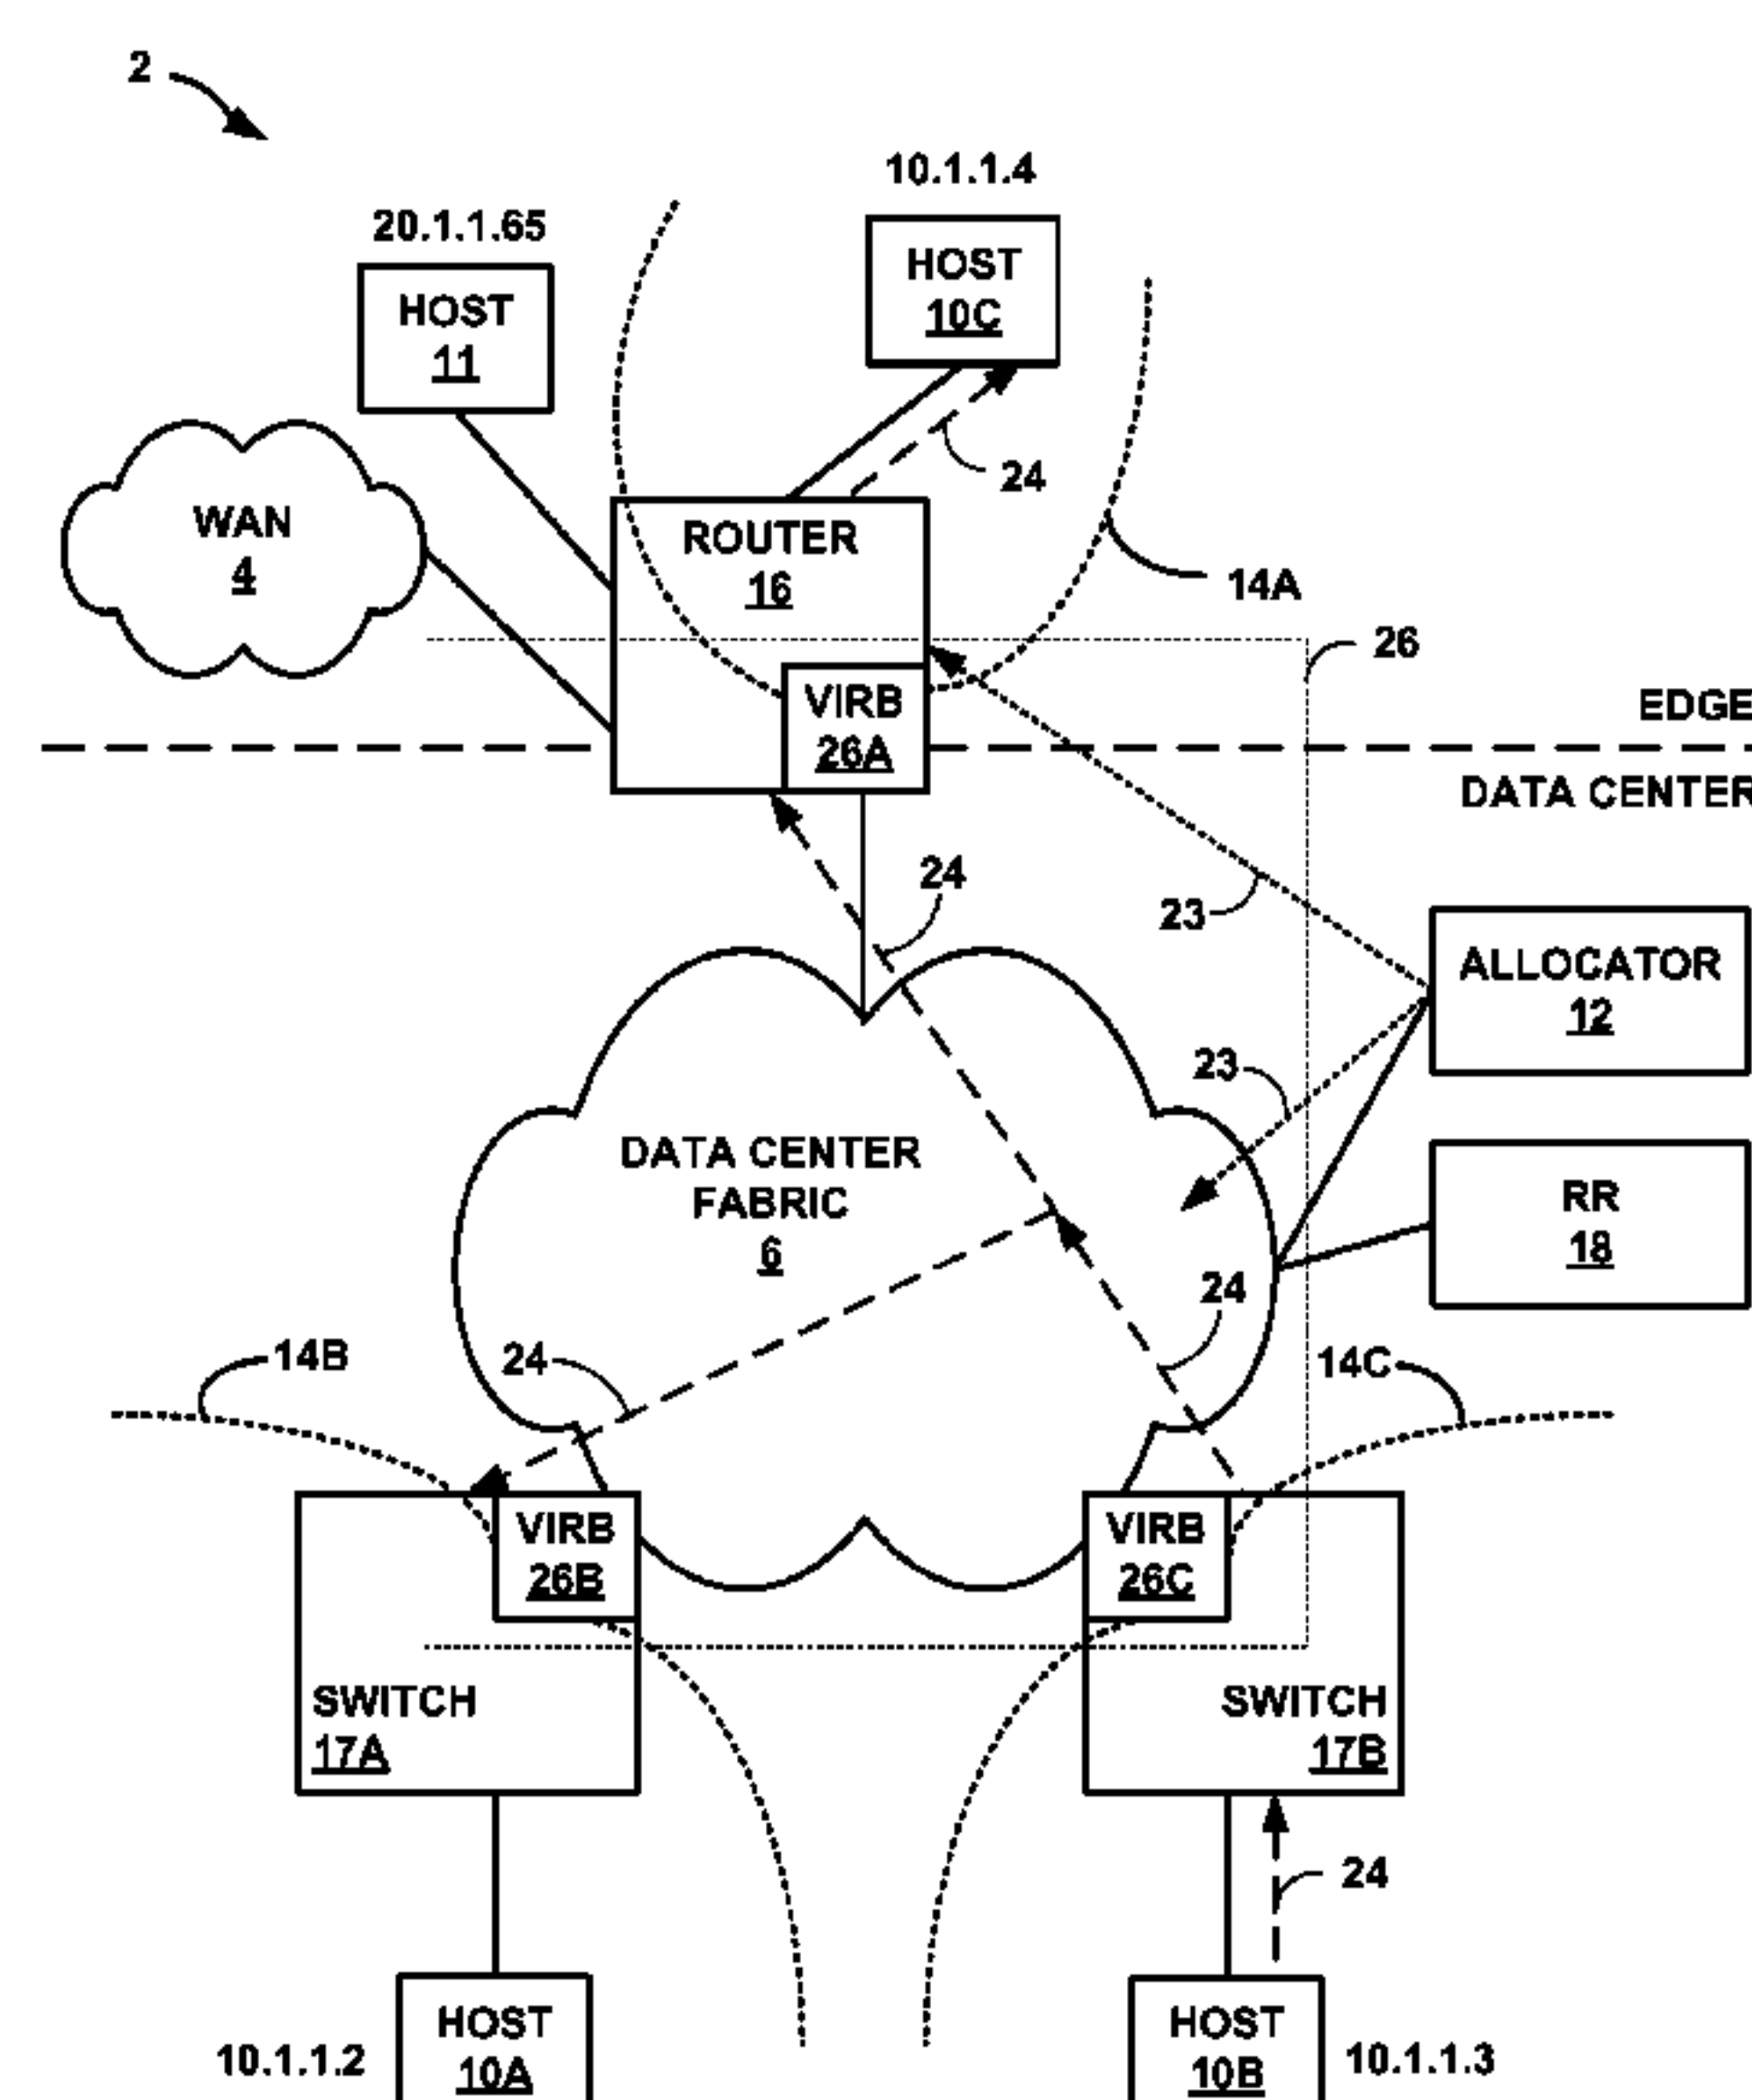 2
10.1.1.4
20.1.1.65
HOST
10C
HOST
11
24
WAN
4
ROUTER
16
14A
26
VIRB
26A
EDGE
DATA CENTER
24
23
ALLOCATOR
12
23
DATA CENTER
FABRIC
6
RR
18
24
14B
24
14C
VIRB
26B
VIRB
26C
SWITCH
17A
SWITCH
17B
24
HOST
10A
10.1.1.2
HOST
10B
10.1.1.3